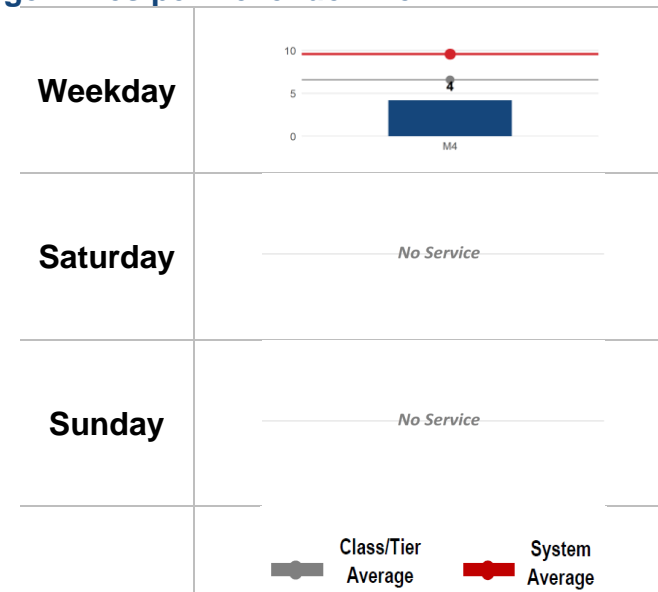 Weekday
10
5
0
4
M4
Saturday
No Service
Sunday
No Service
Class/Tier
Average
System
Average